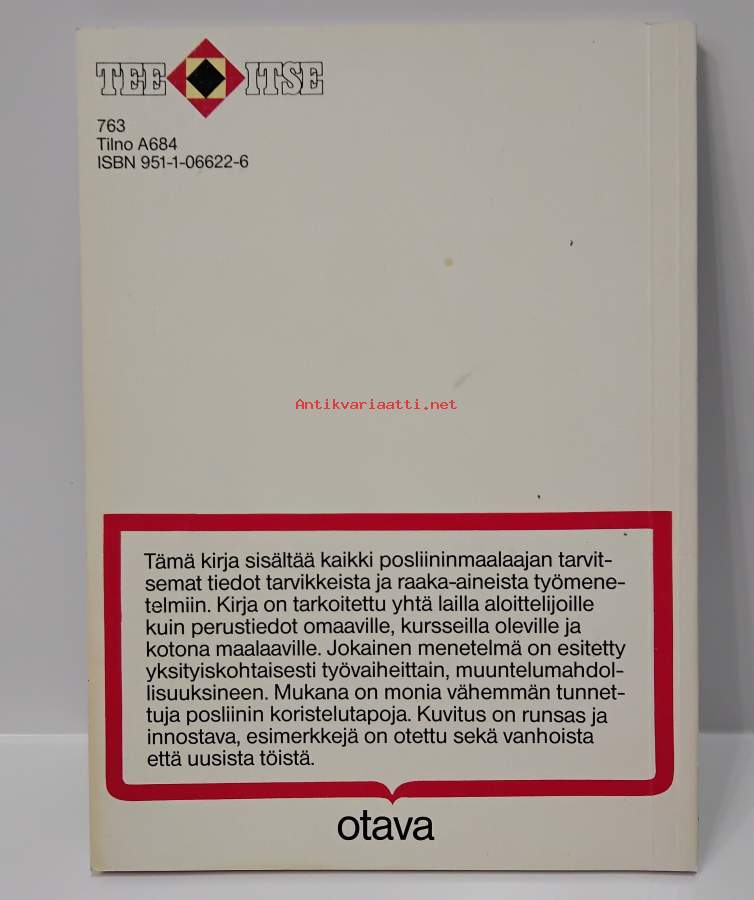 TEE ITSE
763
Tilno A684
ISBN 951-1-06622-6
Antikvariaatti.net
Tämä kirja sisältää kaikki posliininmaalaajan tarvit-
semat tiedot tarvikkeista ja raaka-aineista työmene-
telmiin. Kirja on tarkoitettu yhtä lailla aloittelijoille
kuin perustiedot omaaville, kursseilla oleville ja
kotona maalaaville. Jokainen menetelmä on esitetty
yksityiskohtaisesti työvaiheittain, muuntelumahdol-
lisuuksineen. Mukana on monia vähemmän tunnet-
tuja posliinin koristelutapoja. Kuvitus on runsas ja
innostava, esimerkkejä on otettu sekä vanhoista
että uusista töistä.
otava